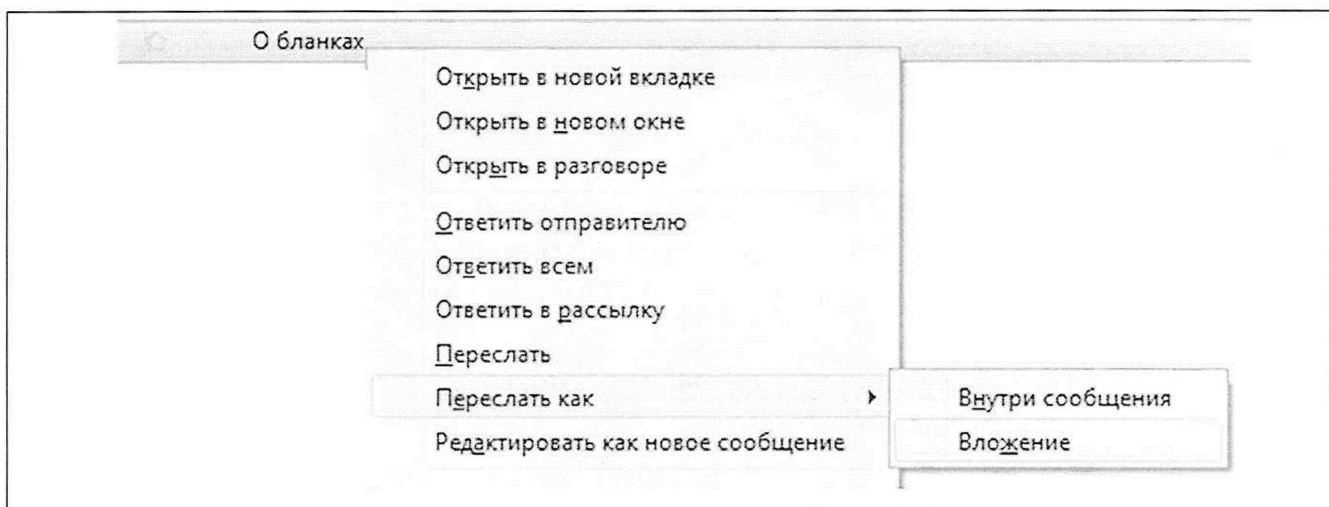 О бланках
Открыть в новой вкладке
Открыть в новом окне
Открыть в разговоре
Ответить отправителю
Ответить всем
Ответить в рассылку
Переслать
Переслать как
Внутри сообщения
Редактировать как новое сообщение
Вложение